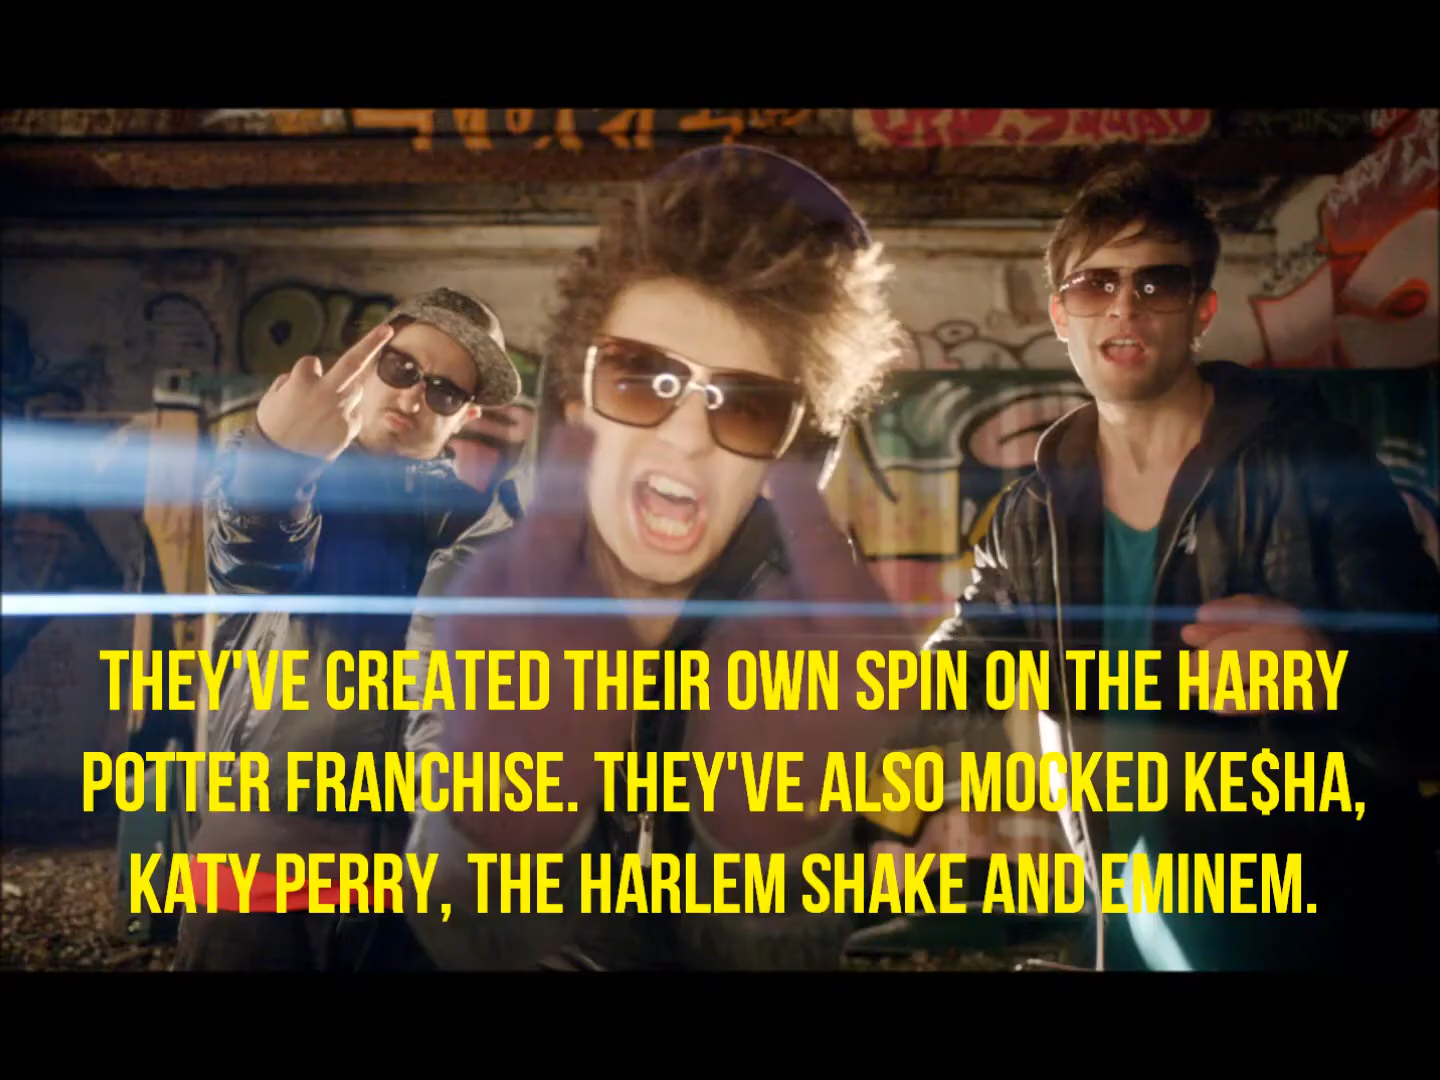 THEY'VE CREATED THEIR OWN SPIN ON THE HARRY
POTTER FRANCHISE. THEY'VE ALSO MOCKED KE$HA,
KATY PERRY, THE HARLEM SHAKE AND EMINEM.